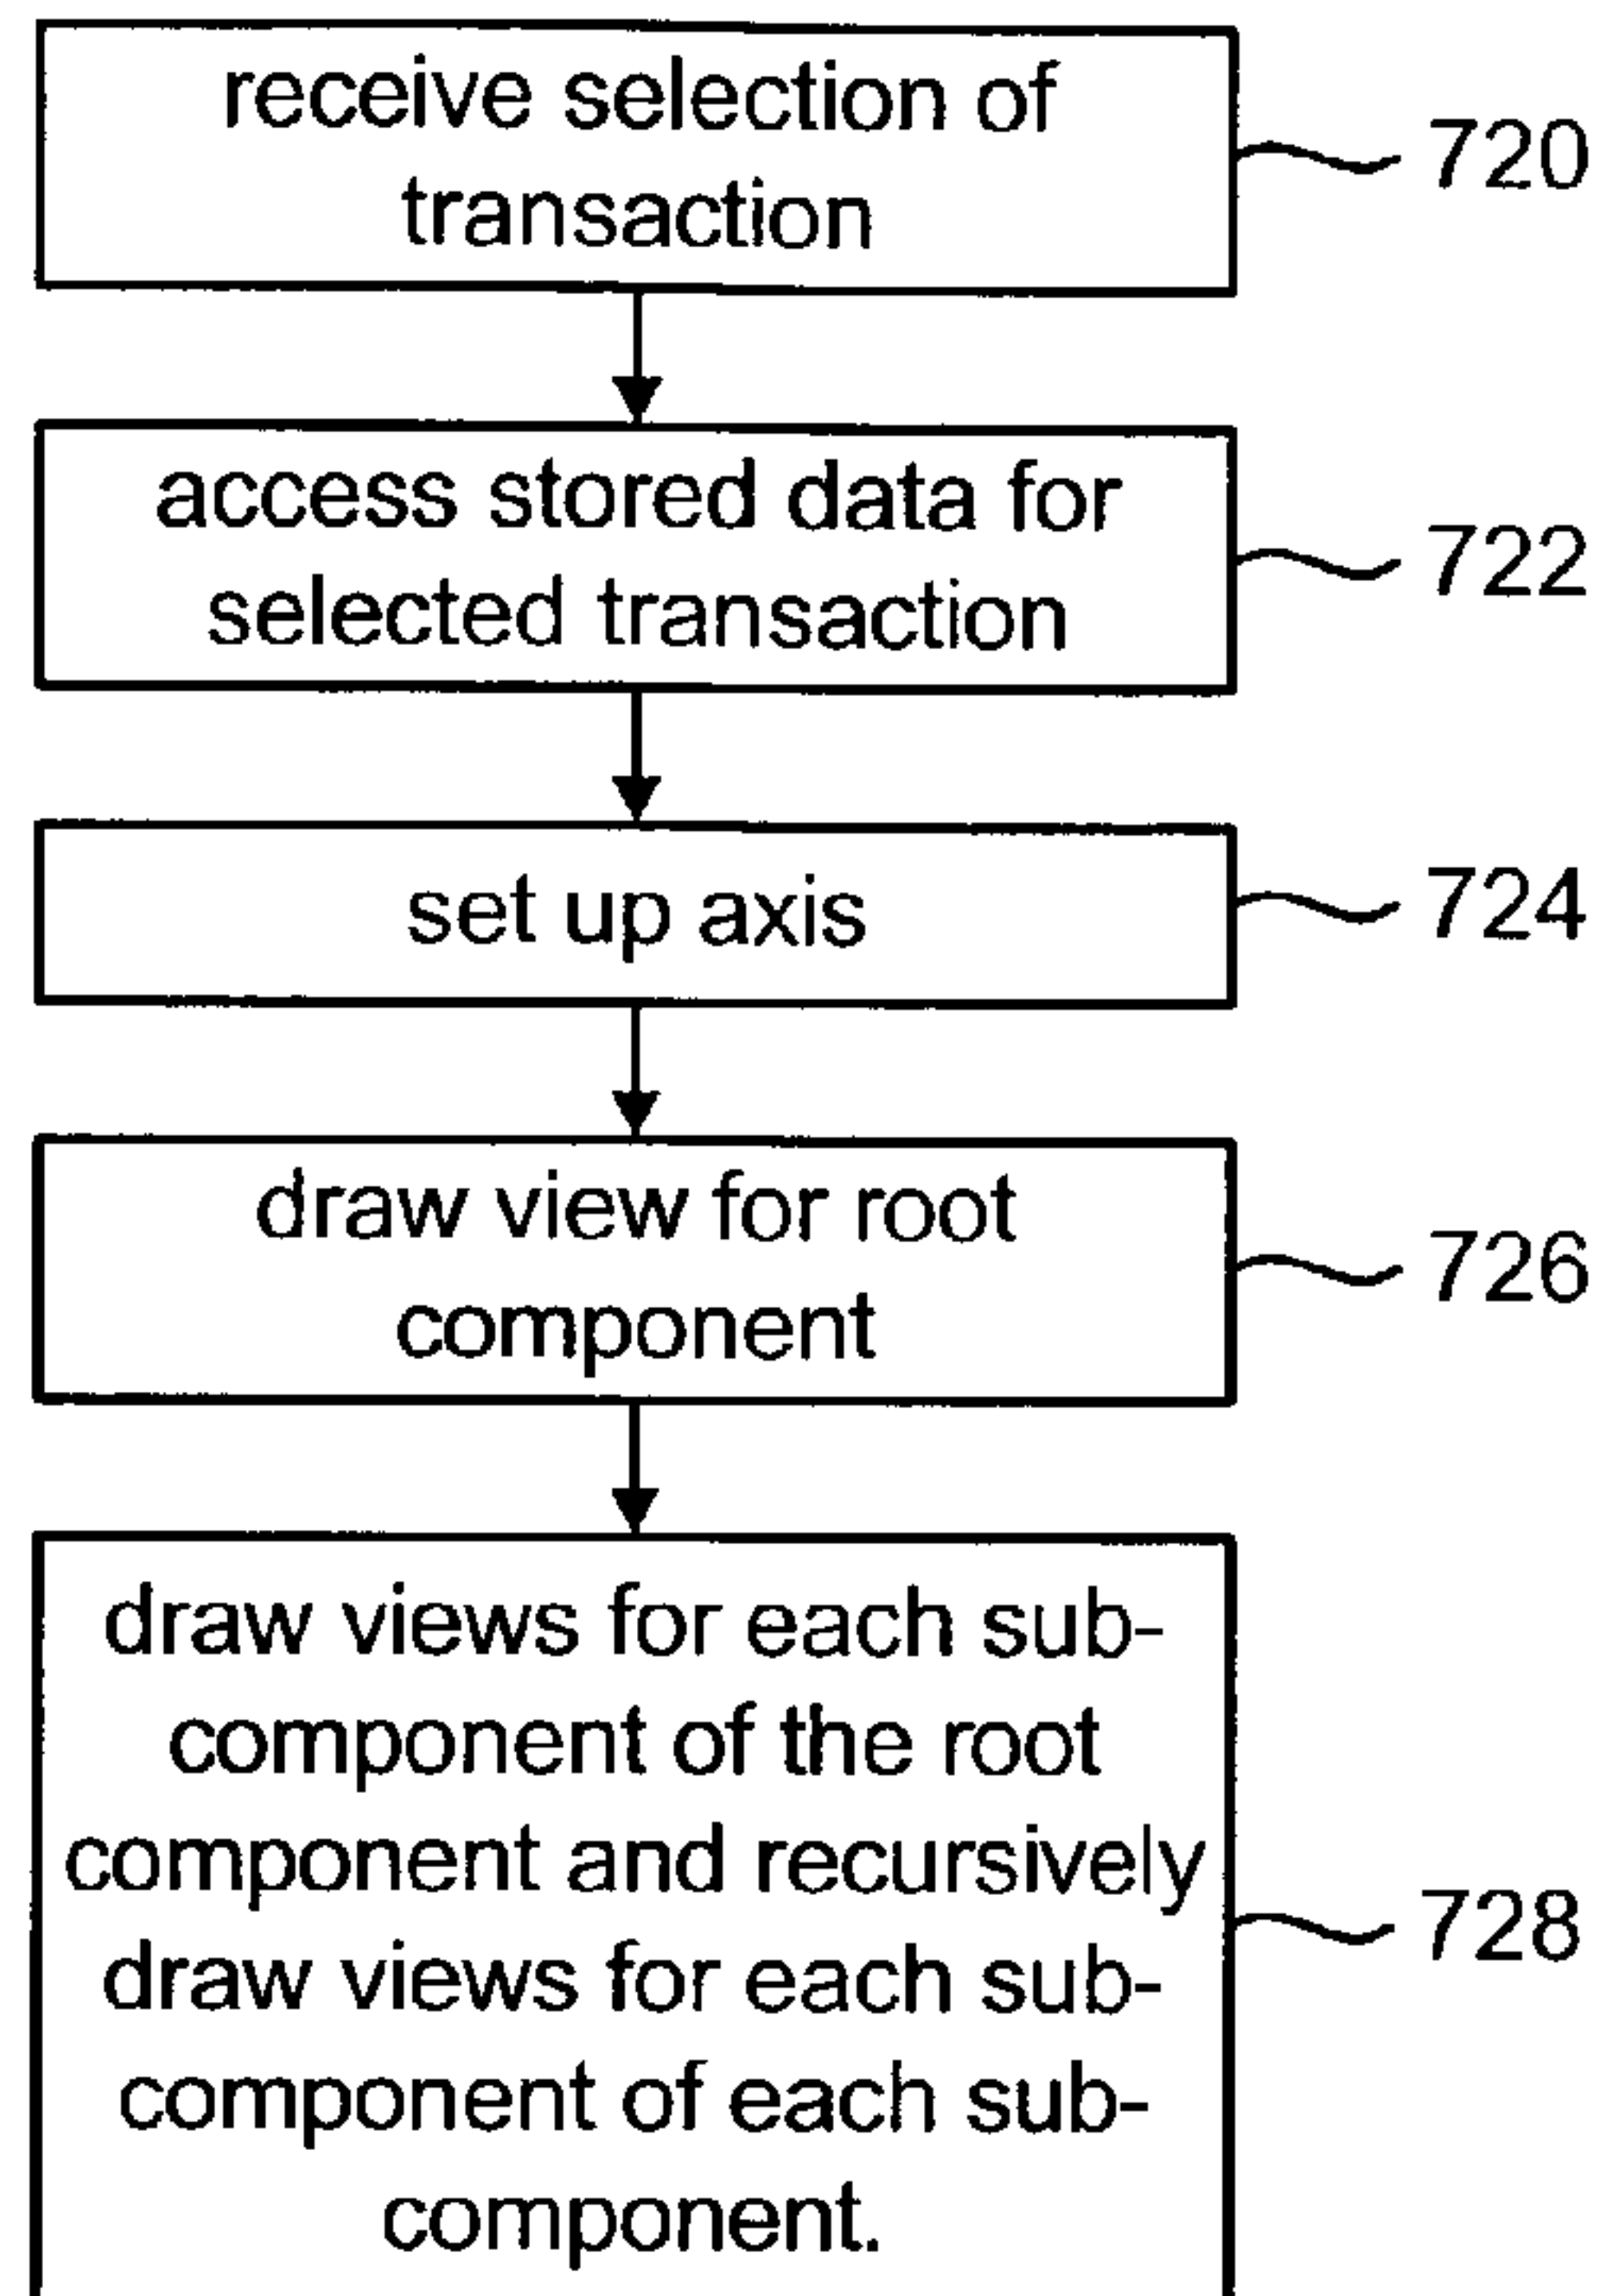 receive selection of
transaction
720
access stored data for
selected transaction
722
set up axis
724
draw view for root
component
726
draw views for each sub-
component of the root
component and recursively
draw views for each sub-
component of each sub-
component.
728